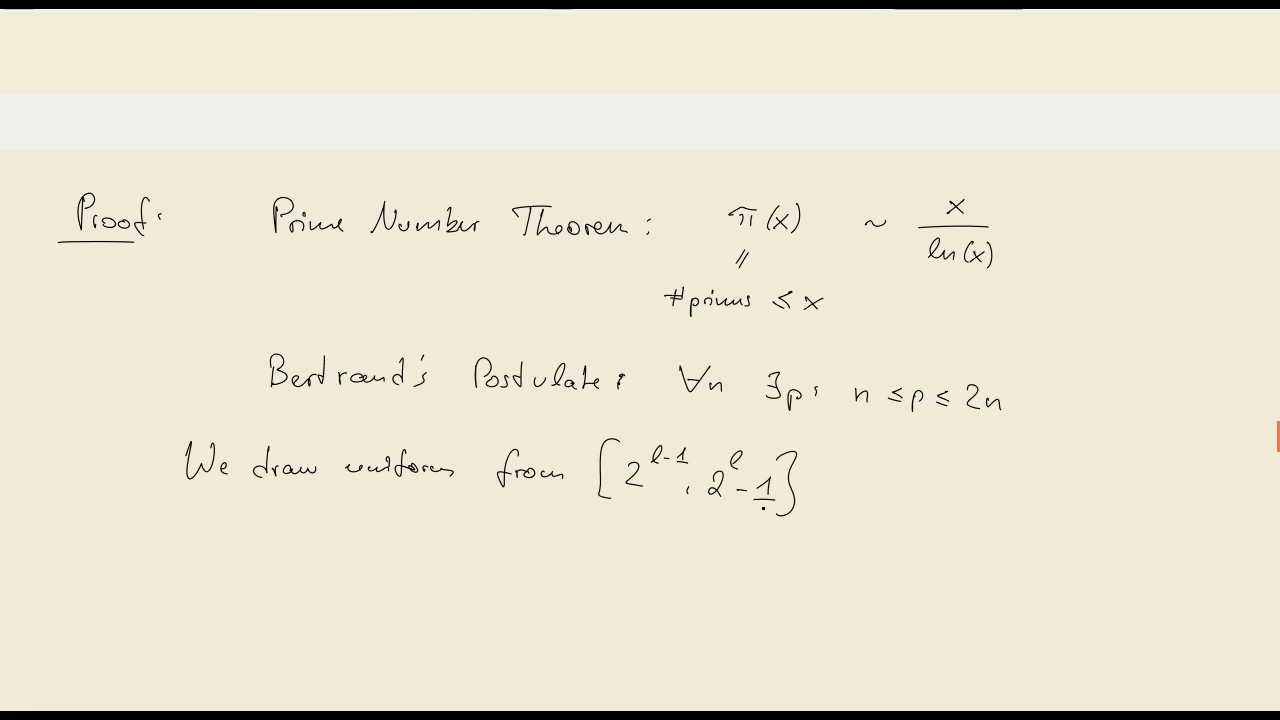 Proof: Prime Number Theorem: π(x) ~ x / ln(x)
=
#primes ≤ x
Bertrand's Postulate: ∀n ∃p: n ≤ p ≤ 2n
We draw uniform from [2^{l-1}, 2^l - 1]